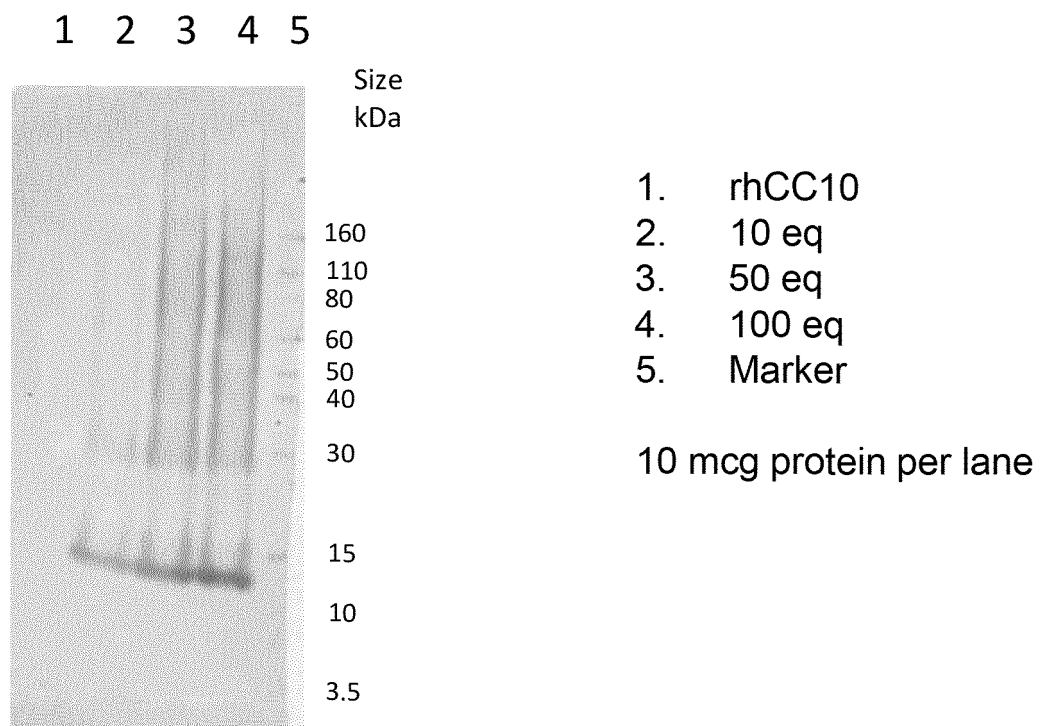 1 2 3 4 5
Size
kDa
160
110
80
60
50
40
30
15
10
3.5
1. rhCC10
2. 10 eq
3. 50 eq
4. 100 eq
5. Marker
10 mcg protein per lane